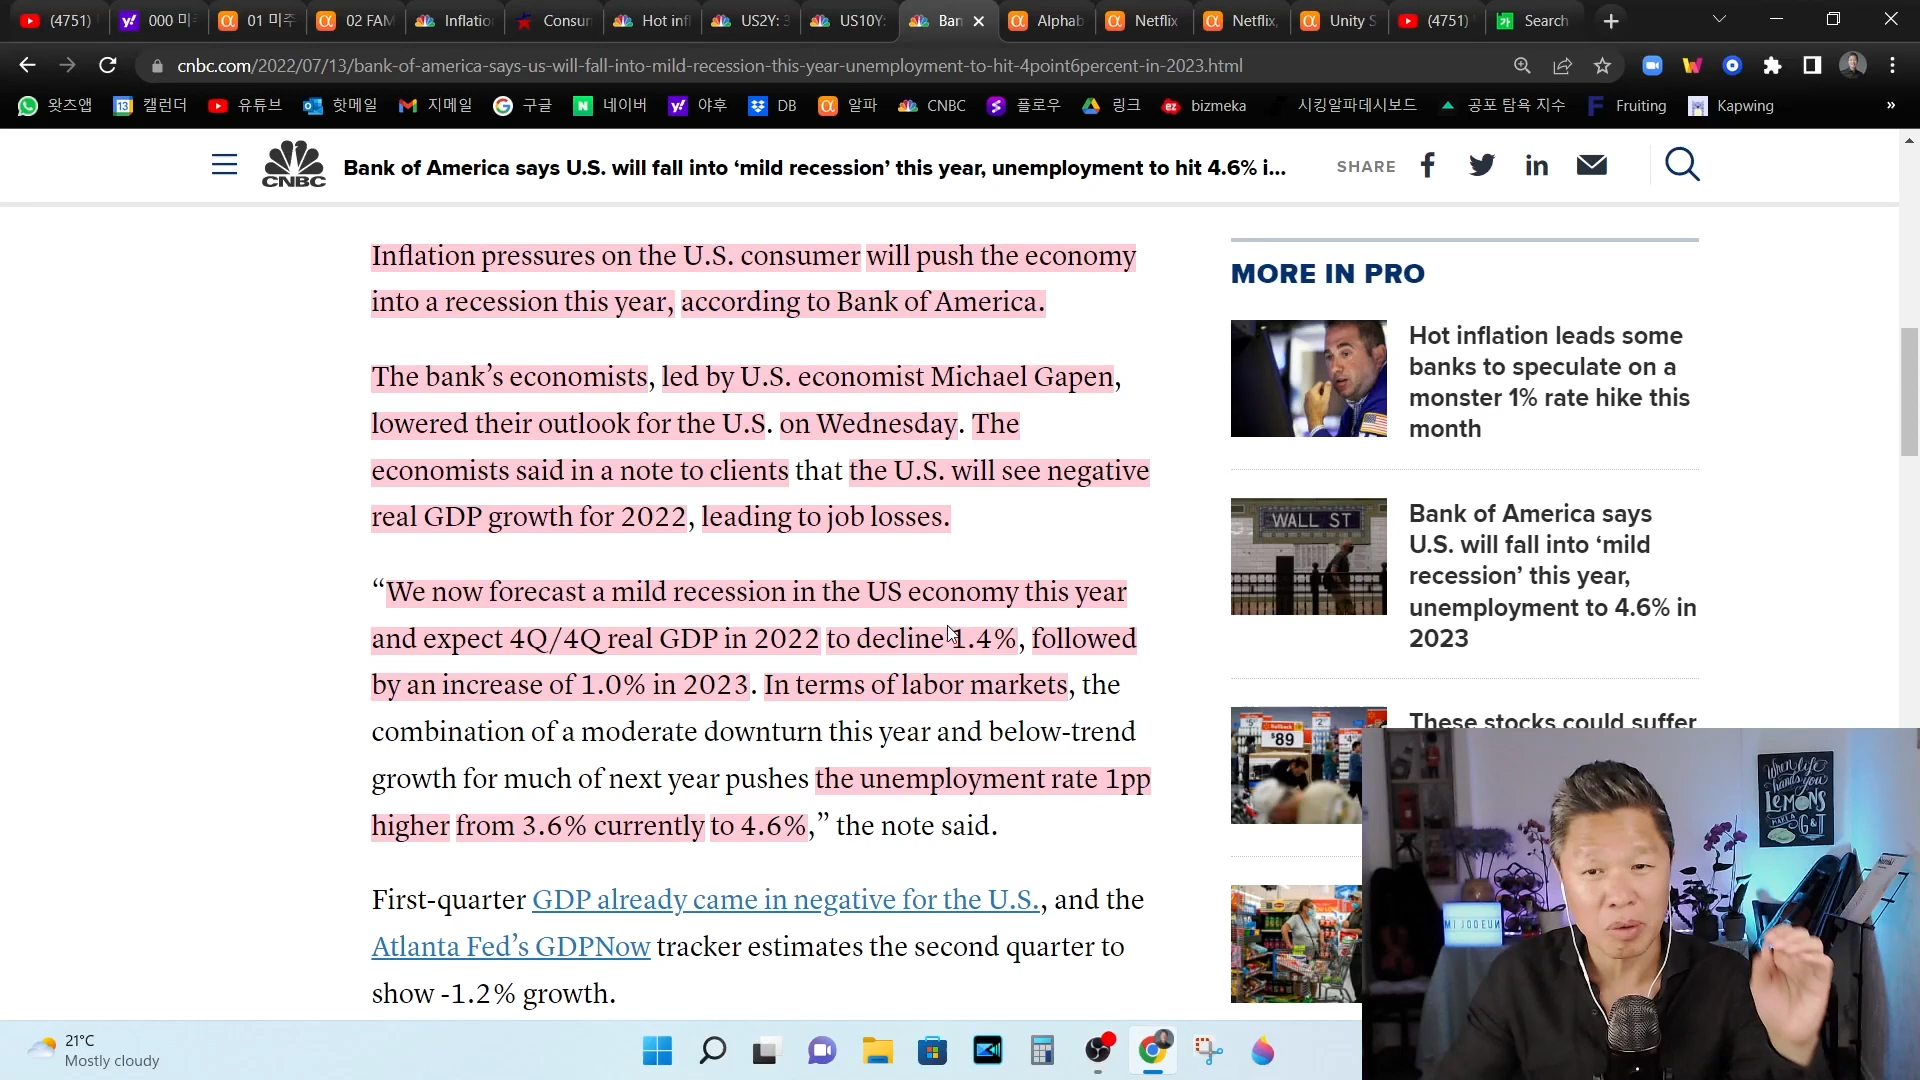 (4751)
000 미
01 미주
02 FAM
Inflatio
Consun
Hot infl
US2Y: 3
US10Y:
Ban
Alphab
Netflix
Netflix,
Unity S
(4751)
Search
cnbc.com/2022/07/13/bank-of-america-says-us-will-fall-into-mild-recession-this-year-unemployment-to-hit-4point6percent-in-2023.html
왓츠앱
캘린더
유튜브
핫메일
지메일
구글
네이버
야후
DB
알파
CNBC
플로우
링크
bizmeka
시킹알파데시보드
공포 탐욕 지수
Fruiting
Kapwing
»
CNBC
Bank of America says U.S. will fall into ‘mild recession’ this year, unemployment to hit 4.6% i...
SHARE
Inflation pressures on the U.S. consumer will push the economy
into a recession this year, according to Bank of America.
The bank’s economists, led by U.S. economist Michael Gapen,
lowered their outlook for the U.S. on Wednesday. The
economists said in a note to clients that the U.S. will see negative
real GDP growth for 2022, leading to job losses.
“We now forecast a mild recession in the US economy this year
and expect 4Q/4Q real GDP in 2022 to decline 1.4%, followed
by an increase of 1.0% in 2023. In terms of labor markets, the
combination of a moderate downturn this year and below-trend
growth for much of next year pushes the unemployment rate 1pp
higher from 3.6% currently to 4.6%,” the note said.
First-quarter GDP already came in negative for the U.S., and the
Atlanta Fed’s GDPNow tracker estimates the second quarter to
show -1.2% growth.
MORE IN PRO
Hot inflation leads some
banks to speculate on a
monster 1% rate hike this
month
WALL ST
Bank of America says
U.S. will fall into ‘mild
recession’ this year,
unemployment to 4.6% in
2023
These stocks could suffer
$89
When life
hands you
LEMONS
MAKE A
G&T
21°C
Mostly cloudy